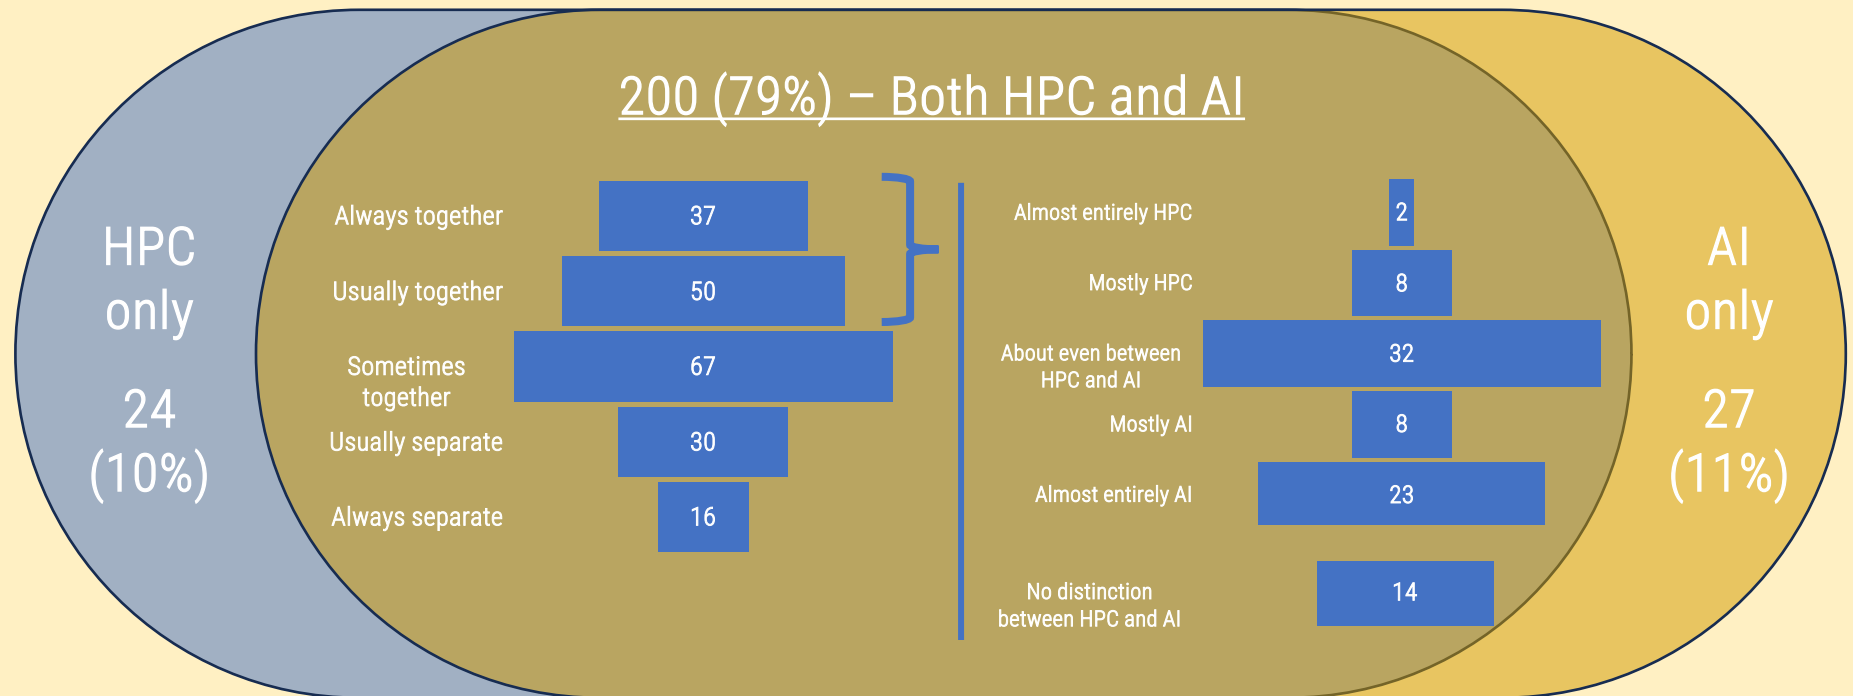 200 (79%) – Both HPC and AI
HPC
only
24
(10%)
Always together
37
Usually together
50
Sometimes
together
67
Usually separate
30
Always separate
16
Almost entirely HPC
2
Mostly HPC
8
About even between
HPC and AI
32
Mostly AI
8
Almost entirely AI
23
No distinction
between HPC and AI
14
AI
only
27
(11%)